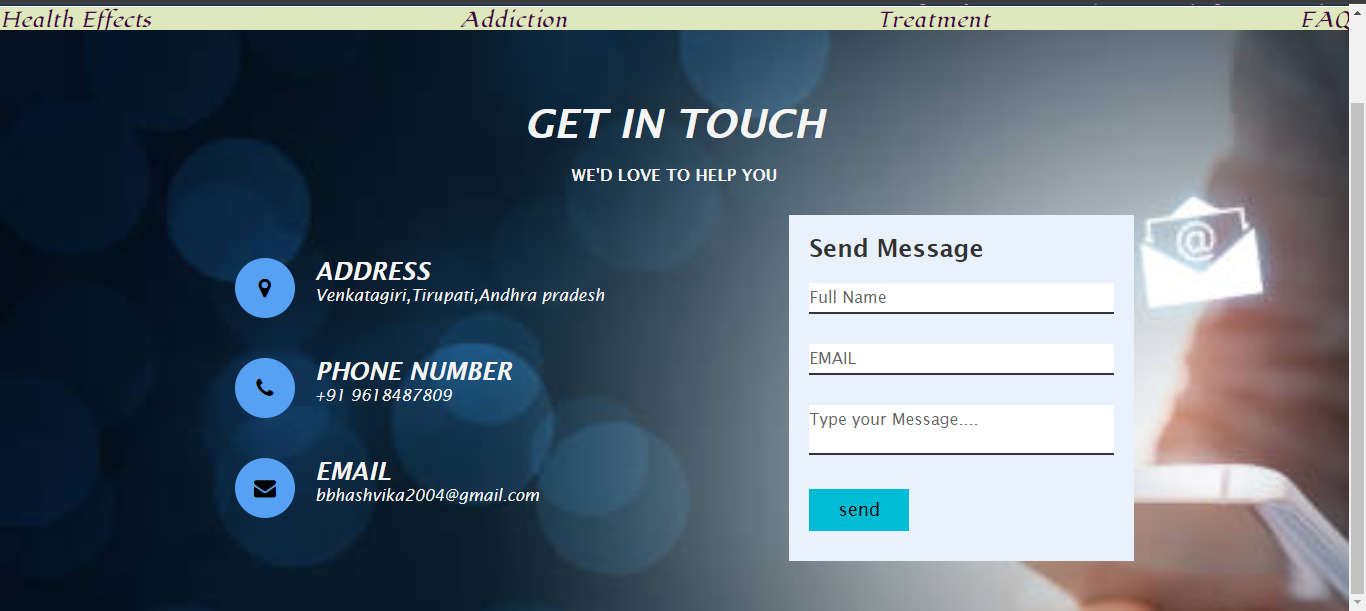 Health Effects Addiction Treatment FAQ
GET IN TOUCH
WE'D LOVE TO HELP YOU
ADDRESS
Venkatagiri,Tirupati,Andhra pradesh
PHONE NUMBER
+91 9618487809
EMAIL
bbhashvika2004@gmail.com
Send Message
Full Name
EMAIL
Type your Message....
send
@